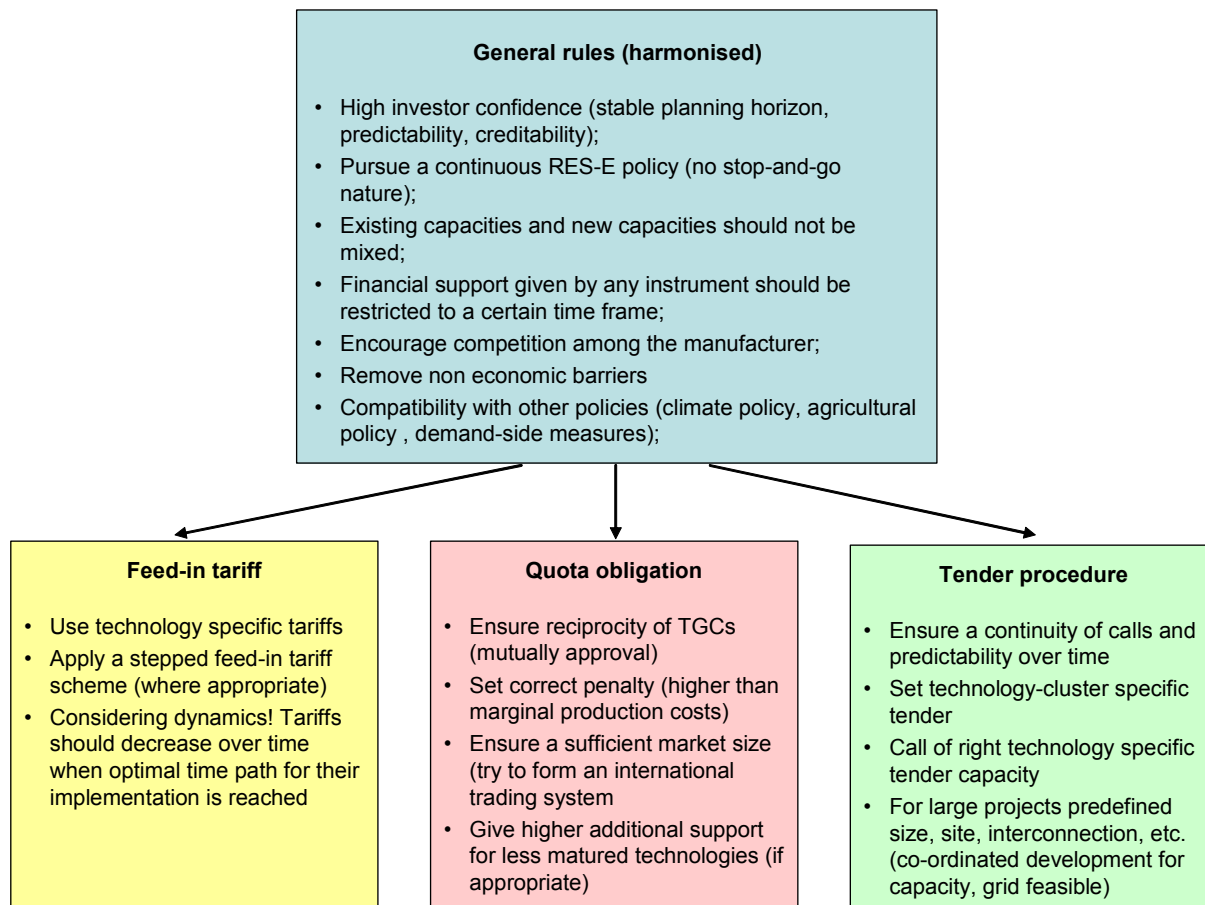 General rules (harmonised)
• High investor confidence (stable planning horizon,
predictability, creditability);
• Pursue a continuous RES-E policy (no stop-and-go
nature);
• Existing capacities and new capacities should not be
mixed;
• Financial support given by any instrument should be
restricted to a certain time frame;
• Encourage competition among the manufacturer;
• Remove non economic barriers
• Compatibility with other policies (climate policy, agricultural
policy , demand-side measures);
Feed-in tariff
• Use technology specific tariffs
• Apply a stepped feed-in tariff
scheme (where appropriate)
• Considering dynamics! Tariffs
should decrease over time
when optimal time path for their
implementation is reached
Quota obligation
• Ensure reciprocity of TGCs
(mutually approval)
• Set correct penalty (higher than
marginal production costs)
• Ensure a sufficient market size
(try to form an international
trading system
• Give higher additional support
for less matured technologies (if
appropriate)
Tender procedure
• Ensure a continuity of calls and
predictability over time
• Set technology-cluster specific
tender
• Call of right technology specific
tender capacity
• For large projects predefined
size, site, interconnection, etc.
(co-ordinated development for
capacity, grid feasible)